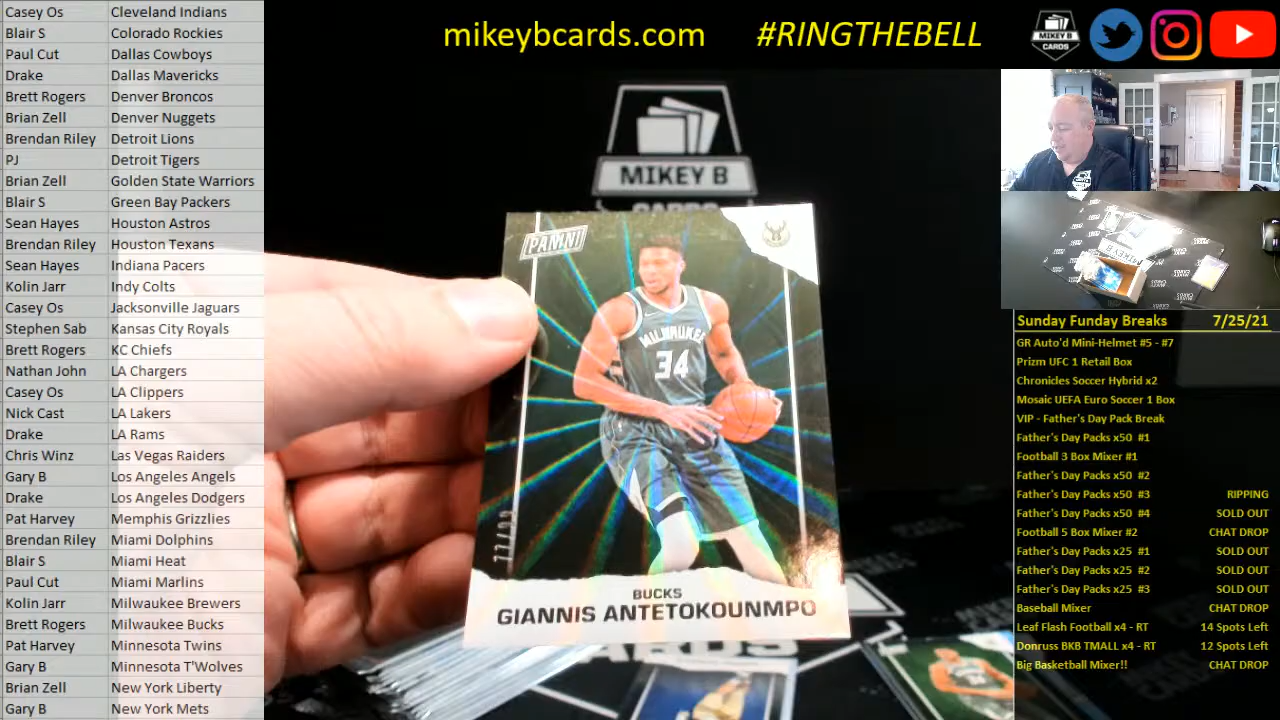 Casey Os Cleveland Indians
Blair S Colorado Rockies
Paul Cut Dallas Cowboys
Drake Dallas Mavericks
Brett Rogers Denver Broncos
Brian Zell Denver Nuggets
Brendan Riley Detroit Lions
PJ Detroit Tigers
Brian Zell Golden State Warriors
Blair S Green Bay Packers
Sean Hayes Houston Astros
Brendan Riley Houston Texans
Sean Hayes Indiana Pacers
Kolin Jarr Indy Colts
Casey Os Jacksonville Jaguars
Stephen Sab Kansas City Royals
Brett Rogers KC Chiefs
Nathan John LA Chargers
Casey Os LA Clippers
Nick Cast LA Lakers
Drake LA Rams
Chris Winz Las Vegas Raiders
Gary B Los Angeles Angels
Drake Los Angeles Dodgers
Pat Harvey Memphis Grizzlies
Brendan Riley Miami Dolphins
Blair S Miami Heat
Paul Cut Miami Marlins
Kolin Jarr Milwaukee Brewers
Brett Rogers Milwaukee Bucks
Pat Harvey Minnesota Twins
Gary B Minnesota T'Wolves
Brian Zell New York Liberty
Gary B New York Mets
mikeybcards.com #RINGTHEBELL
MIKEY B
CARDS
MIKEY B
PANINI
MILWAUKEE
34
77/99
BUCKS
GIANNIS ANTETOKOUNMPO
CARDS
Sunday Funday Breaks 7/25/21
GR Auto'd Mini-Helmet #5 - #7
Prizm UFC 1 Retail Box
Chronicles Soccer Hybrid x2
Mosaic UEFA Euro Soccer 1 Box
VIP - Father's Day Pack Break
Father's Day Packs x50 #1
Football 3 Box Mixer #1
Father's Day Packs x50 #2
Father's Day Packs x50 #3 RIPPING
Father's Day Packs x50 #4 SOLD OUT
Football 5 Box Mixer #2 CHAT DROP
Father's Day Packs x25 #1 SOLD OUT
Father's Day Packs x25 #2 SOLD OUT
Father's Day Packs x25 #3 SOLD OUT
Baseball Mixer CHAT DROP
Leaf Flash Football x4 - RT 14 Spots Left
Donruss BKB TMALL x4 - RT 12 Spots Left
Big Basketball Mixer!! CHAT DROP